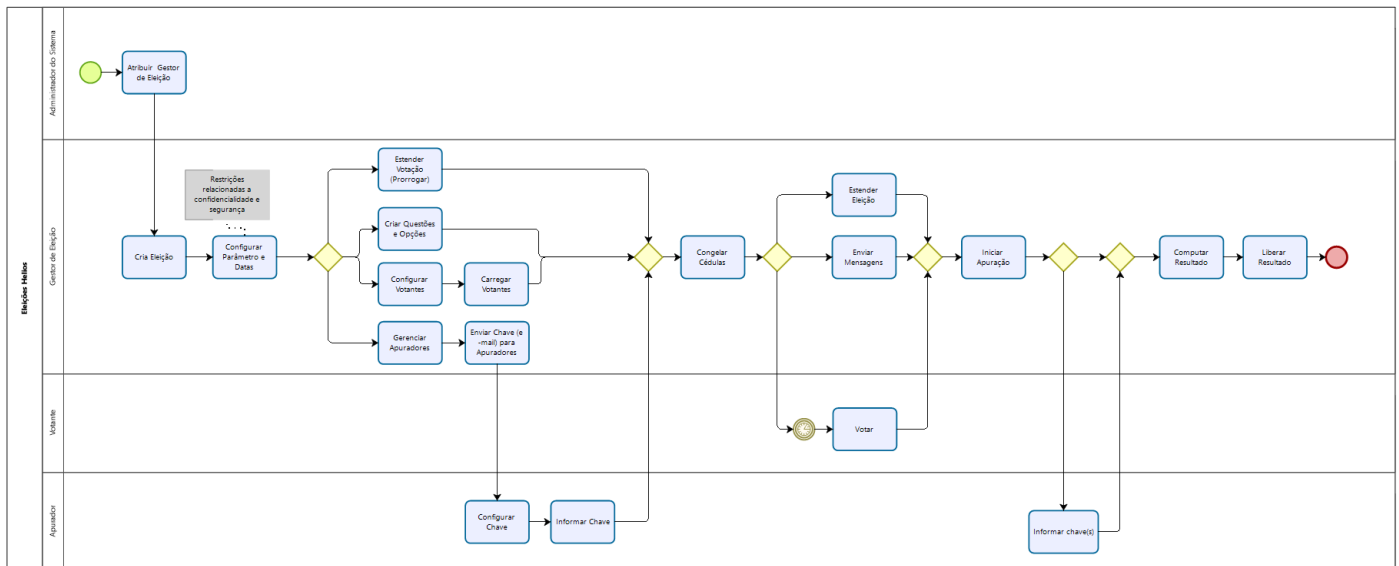 Eleições Helios
Administrador do Sistema
Atribuir Gestor
de Eleição
Gestor de Eleição
Restrições
relacionadas a
confidencialidade e
segurança
Cria Eleição
Configurar
Parâmetro e
Datas
Estender
Votação
(Prorrogar)
Criar Questões
e Opções
Configurar
Votantes
Carregar
Votantes
Gerenciar
Apuradores
Enviar Chave (e
-mail) para
Apuradores
Congelar
Cédulas
Estender
Eleição
Enviar
Mensagens
Iniciar
Apuração
Computar
Resultado
Liberar
Resultado
Votante
Votar
Apurador
Configurar
Chave
Informar Chave
Informar chave(s)